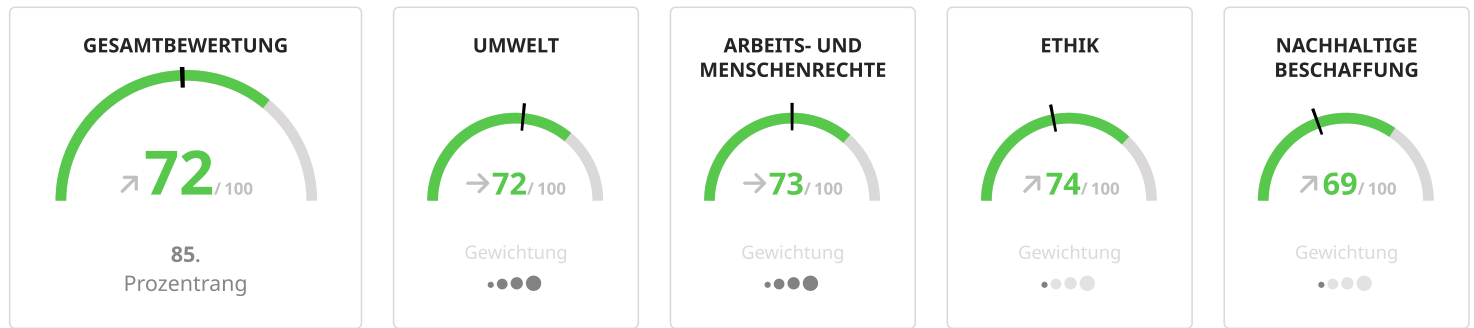 GESAMTBEWERTUNG
72 / 100
85.
Prozentrang
UMWELT
72 / 100
Gewichtung
ARBEITS- UND
MENSCHENRECHTE
73 / 100
Gewichtung
ETHIK
74 / 100
Gewichtung
NACHHALTIGE
BESCHAFFUNG
69 / 100
Gewichtung